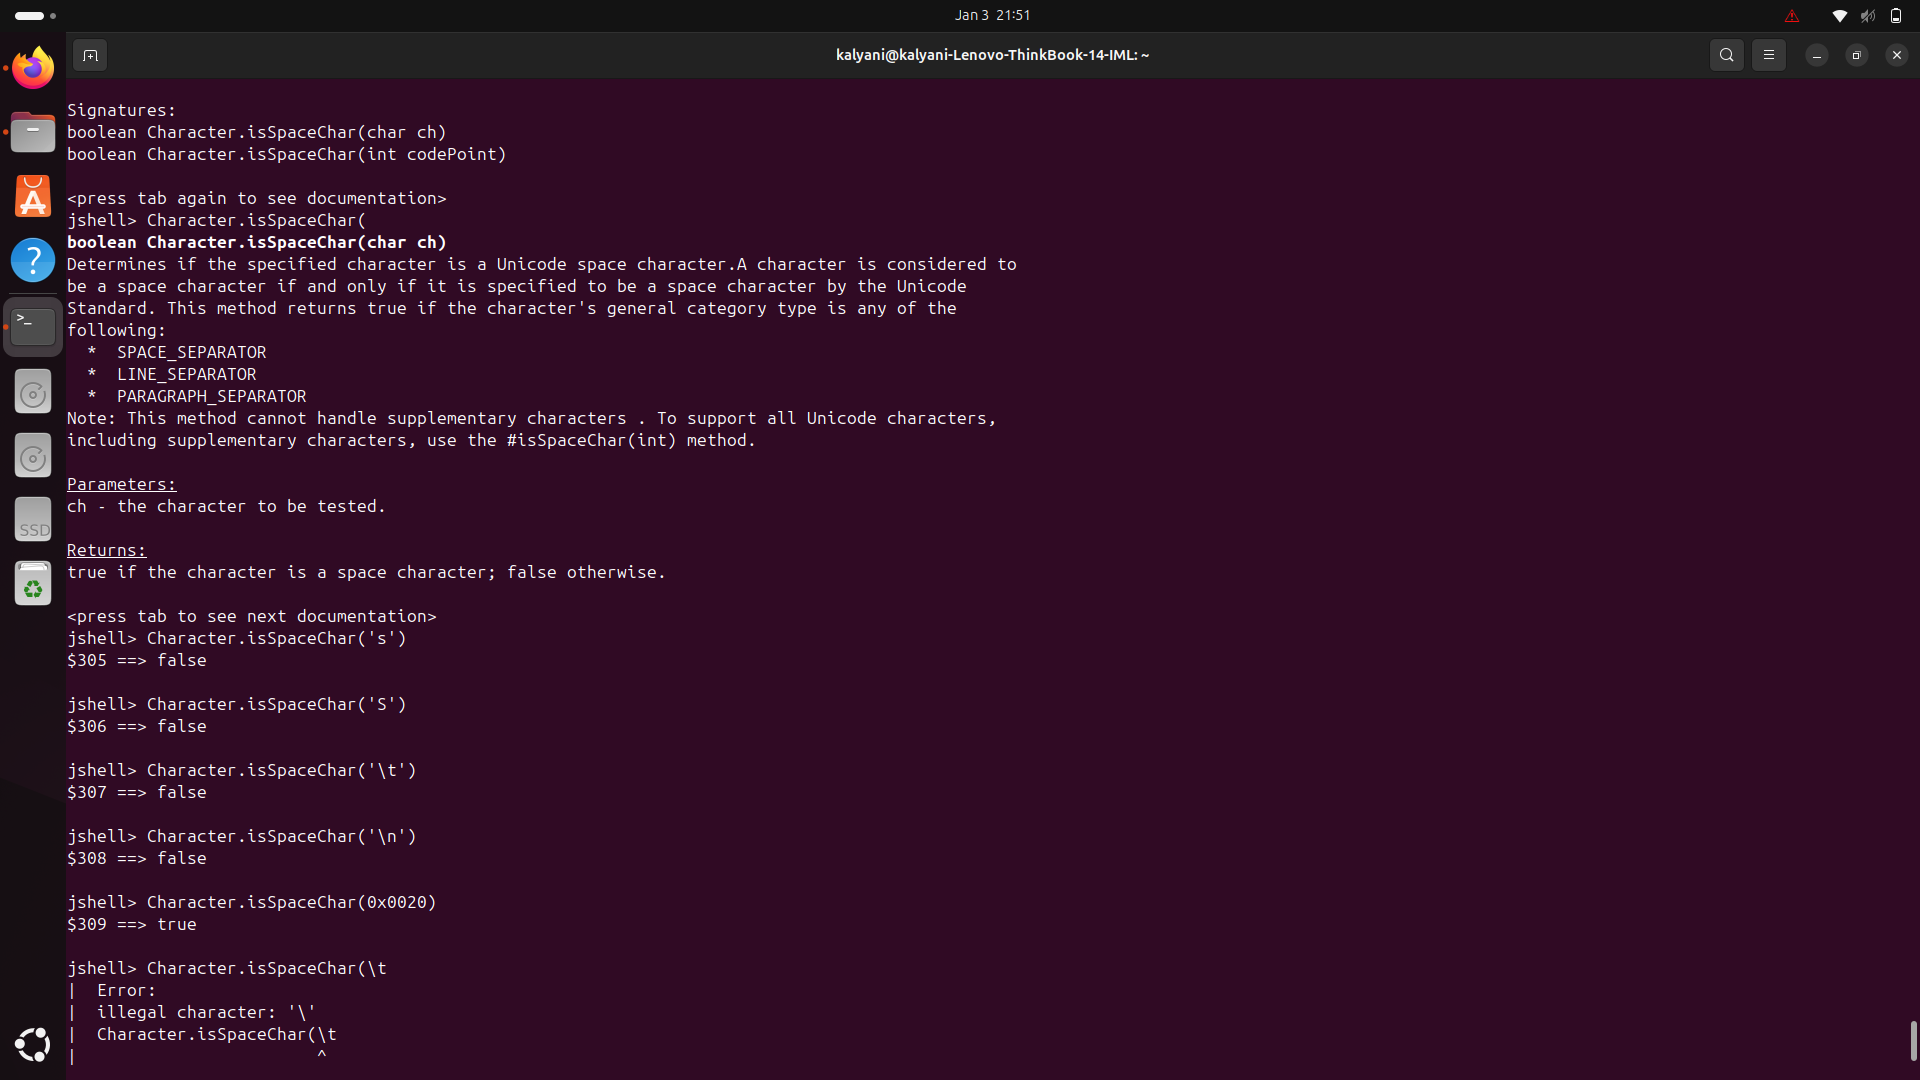 Jan 3 21:51
kalyani@kalyani-Lenovo-ThinkBook-14-IML: ~
Signatures:
boolean Character.isSpaceChar(char ch)
boolean Character.isSpaceChar(int codePoint)
<press tab again to see documentation>
jshell> Character.isSpaceChar(
boolean Character.isSpaceChar(char ch)
Determines if the specified character is a Unicode space character.A character is considered to
be a space character if and only if it is specified to be a space character by the Unicode
Standard. This method returns true if the character's general category type is any of the
following:
  *  SPACE_SEPARATOR
  *  LINE_SEPARATOR
  *  PARAGRAPH_SEPARATOR
Note: This method cannot handle supplementary characters . To support all Unicode characters,
including supplementary characters, use the #isSpaceChar(int) method.
Parameters:
ch - the character to be tested.
Returns:
true if the character is a space character; false otherwise.
<press tab to see next documentation>
jshell> Character.isSpaceChar('s')
$305 ==> false
jshell> Character.isSpaceChar('S')
$306 ==> false
jshell> Character.isSpaceChar('\t')
$307 ==> false
jshell> Character.isSpaceChar('\n')
$308 ==> false
jshell> Character.isSpaceChar(0x0020)
$309 ==> true
jshell> Character.isSpaceChar(\t
|  Error:
|  illegal character: '\'
|  Character.isSpaceChar(\t
|                        ^
>_
SSD